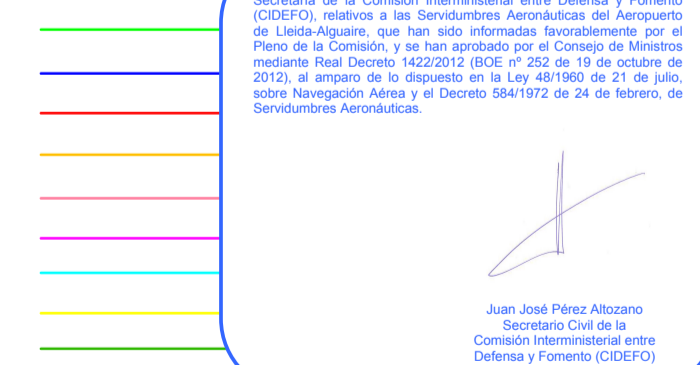 Secretaría de la Comisión Interministerial entre Defensa y Fomento
(CIDEFO), relativos a las Servidumbres Aeronáuticas del Aeropuerto
de Lleida-Alguaire, que han sido informadas favorablemente por el
Pleno de la Comisión, y se han aprobado por el Consejo de Ministros
mediante Real Decreto 1422/2012 (BOE nº 252 de 19 de octubre de
2012), al amparo de lo dispuesto en la Ley 48/1960 de 21 de julio,
sobre Navegación Aérea y el Decreto 584/1972 de 24 de febrero, de
Servidumbres Aeronáuticas.
Juan José Pérez Altozano
Secretario Civil de la
Comisión Interministerial entre
Defensa y Fomento (CIDEFO)